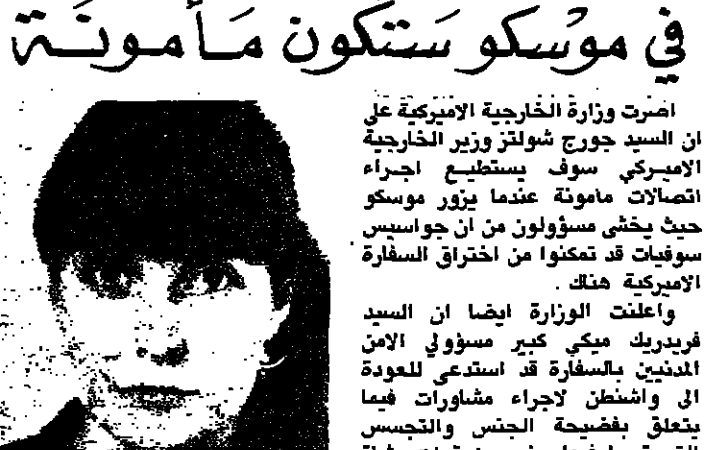 في موسكو ستكون مأمونة
اصرت وزارة الخارجية الاميركية على
ان السيد جورج شولتز وزير الخارجية
الاميركي سوف يستطيع اجراء
اتصالات مامونة عندما يزور موسكو
حيث يخشى مسؤولون من ان جواسيس
سوفيات قد تمكنوا من اختراق السفارة
الاميركية هناك .
واعلنت الوزارة ايضا ان السيد
فريدريك ميكي كبير مسؤولي الامن
المدنيين بالسفارة قد استدعى للعودة
الى واشنطن لاجراء مشاورات فيما
يتعلق بفضيحة الجنس والتجسس